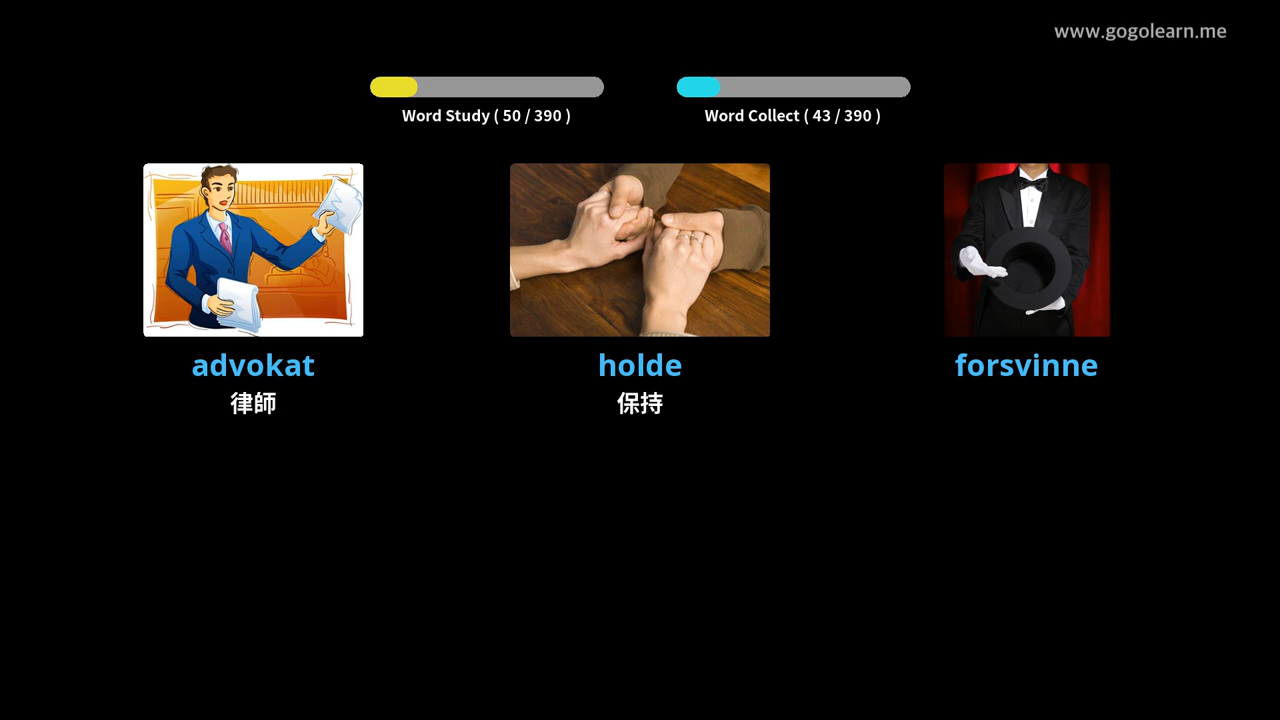 www.gogolearn.me
Word Study ( 50 / 390 )
Word Collect ( 43 / 390 )
advokat
律師
holde
保持
forsvinne